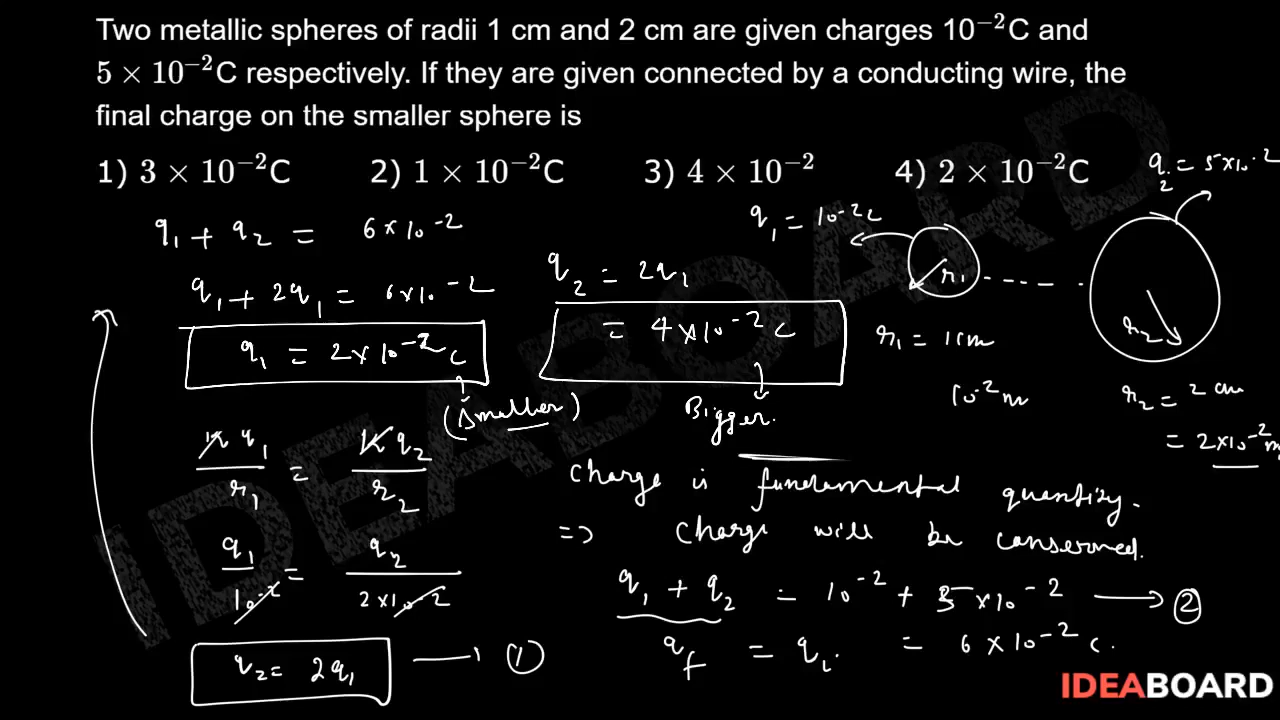 Two metallic spheres of radii 1 cm and 2 cm are given charges 10⁻²C and
5 × 10⁻²C respectively. If they are given connected by a conducting wire, the
final charge on the smaller sphere is
1) 3 × 10⁻²C 2) 1 × 10⁻²C 3) 4 × 10⁻² 4) 2 × 10⁻²C
q₂ = 5×10⁻²
q₁ = 10⁻²c
r₁
r₂
r₁ = 1cm
10⁻²m
r₂ = 2 cm
= 2×10⁻²m
q₁ + q₂ = 6×10⁻²
q₁ + 2q₁ = 6×10⁻²
q₁ = 2×10⁻²c
(smaller)
q₂ = 2q₁
= 4×10⁻²c
Bigger.
kq₁/r₁ = kq₂/r₂
q₁/10⁻² = q₂/2×10⁻²
q₂ = 2q₁ → ①
Charge is fundamental quantity.
=> Charge will be conserved.
q₁ + q₂ = 10⁻² + 5×10⁻² → ②
q_f = q_i = 6×10⁻²c.
IDEABOARD
IDEABOARD